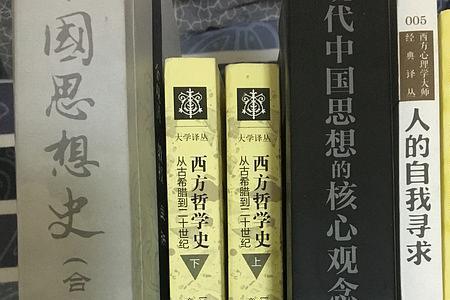 国思想史(合
大学译丛
西方哲学史
从古希腊到二十世纪
下
大学译丛
西方哲学史
从古希腊到二十世纪
上
代中国思想的核心观念
005
西方心理学大师
经典译丛
人的自我寻求